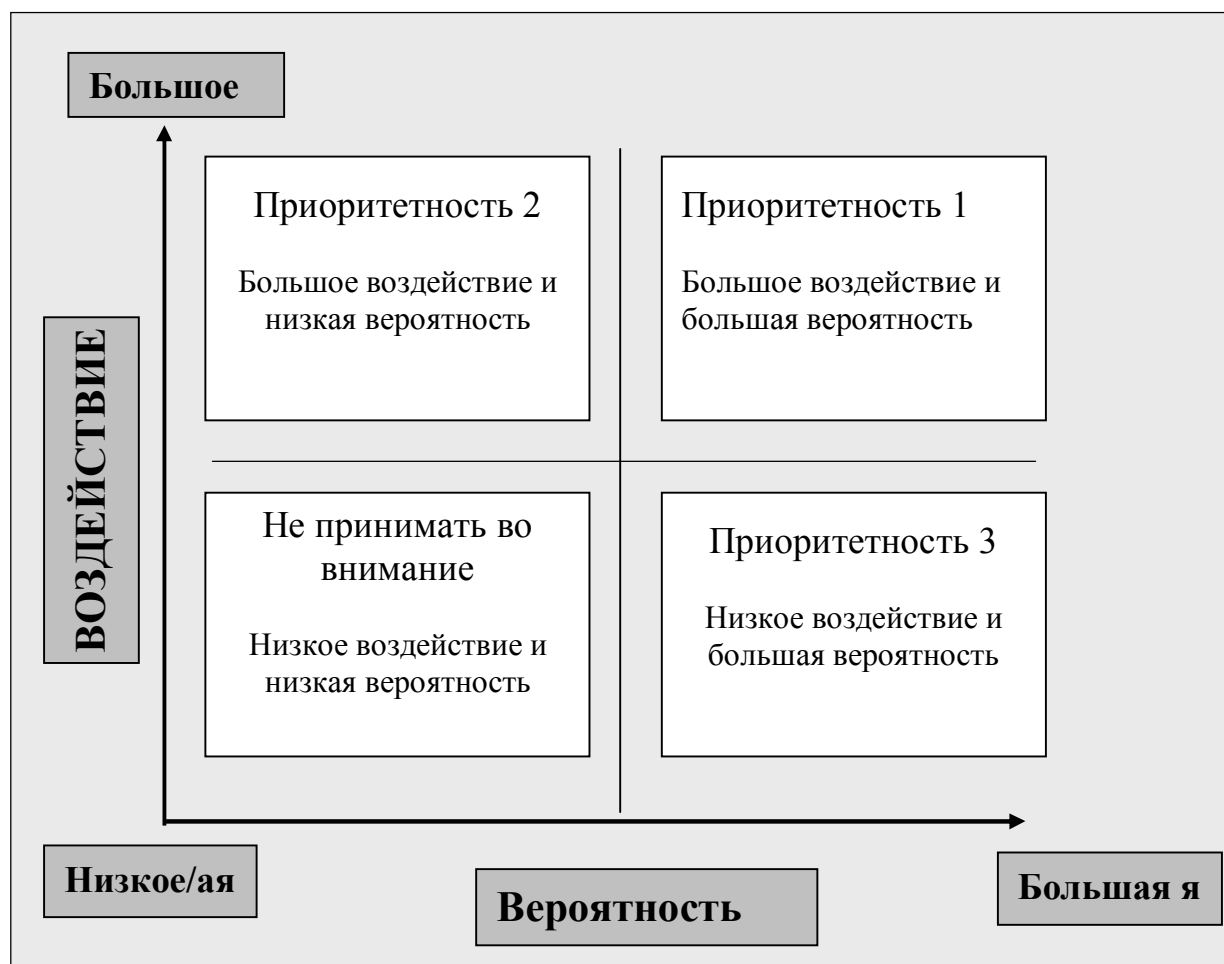 Большое
Приоритетность 2
Большое воздействие и
низкая вероятность
Приоритетность 1
Большое воздействие и
большая вероятность
ВОЗДЕЙСТВИЕ
Не принимать во
внимание
Низкое воздействие и
низкая вероятность
Приоритетность 3
Низкое воздействие и
большая вероятность
Низкое/ая
Вероятность
Большая я